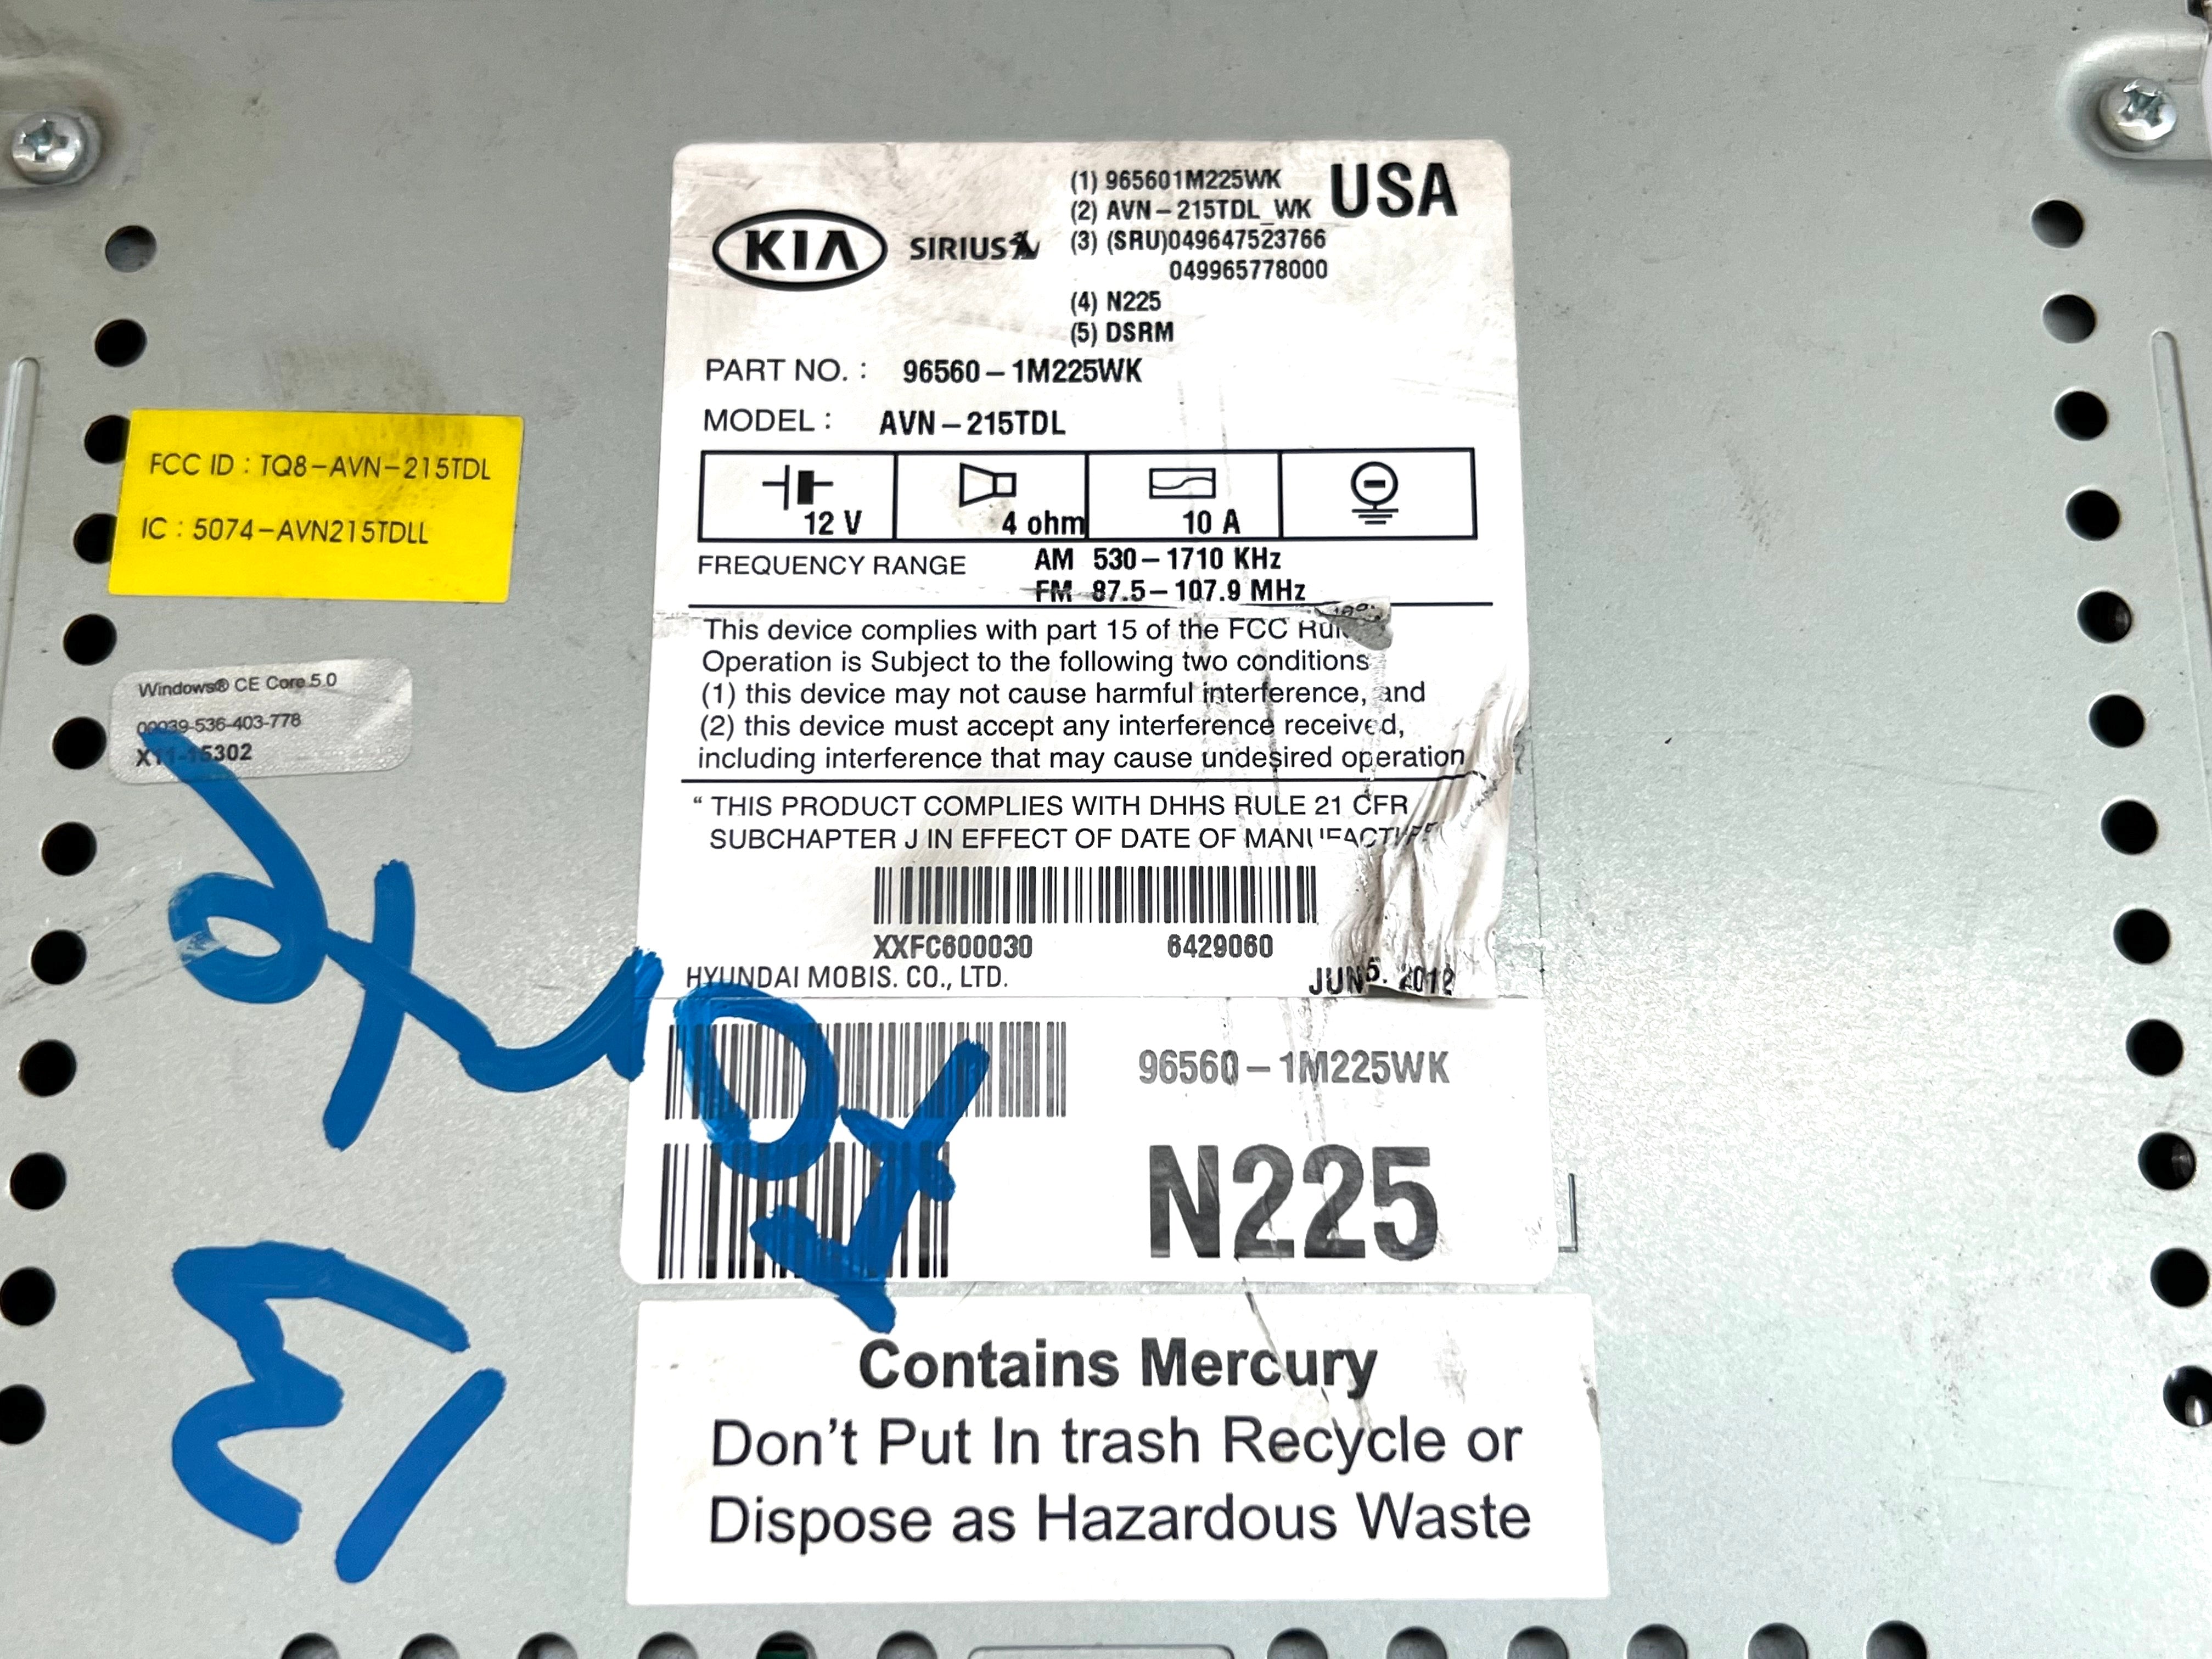 KIA
SIRIUS
(1) 965601M225WK
USA
(2) AVN-215TDL_WK
(3) (SRU)049647523766
049965778000
(4) N225
(5) DSRM
PART NO. : 96560-1M225WK
MODEL : AVN-215TDL
12 V 4 ohm 10 A
FREQUENCY RANGE AM 530-1710 KHz
FM 87.5-107.9 MHz
This device complies with part 15 of the FCC
Operation is Subject to the following two conditions
(1) this device may not cause harmful interference, and
(2) this device must accept any interference received,
including interference that may cause undesired operation
“ THIS PRODUCT COMPLIES WITH DHHS RULE 21 CFR
SUBCHAPTER J IN EFFECT OF DATE OF
XXFC600030 6429060
HYUNDAI MOBIS. CO., LTD. JUN 5. 2012
96560-1M225WK
N225
Contains Mercury
Don't Put In trash Recycle or
Dispose as Hazardous Waste
FCC ID : TQ8-AVN-215TDL
IC : 5074-AVN215TDLL
Windows® CE Core 5.0
00039-536-403-778
X11-15302